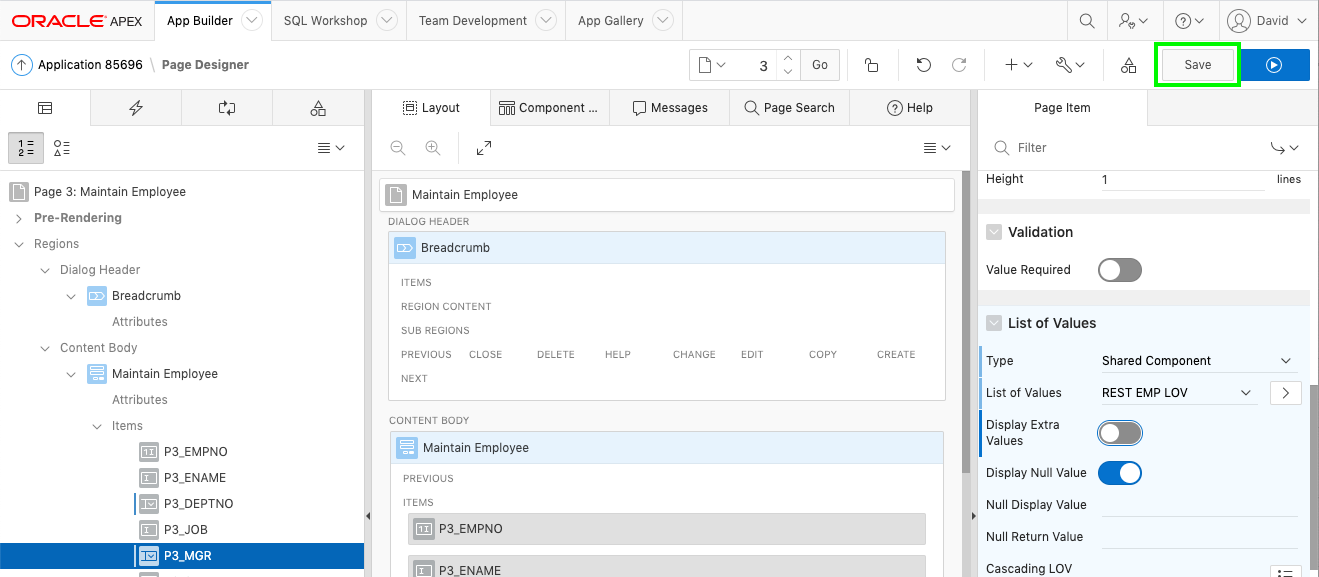 ORACLE APEX App Builder SQL Workshop Team Development App Gallery David
Application 85696 \ Page Designer 3 Go Save
Layout Component ... Messages Page Search Help Page Item
Filter
Page 3: Maintain Employee
Pre-Rendering
Regions
Dialog Header
Breadcrumb
Attributes
Content Body
Maintain Employee
Attributes
Items
P3_EMPNO
P3_ENAME
P3_DEPTNO
P3_JOB
P3_MGR
Maintain Employee
DIALOG HEADER
Breadcrumb
ITEMS
REGION CONTENT
SUB REGIONS
PREVIOUS CLOSE DELETE HELP CHANGE EDIT COPY CREATE
NEXT
CONTENT BODY
Maintain Employee
PREVIOUS
ITEMS
P3_EMPNO
P3_ENAME
Height 1 lines
Validation
Value Required
List of Values
Type Shared Component
List of Values REST EMP LOV
Display Extra
Values
Display Null Value
Null Display Value
Null Return Value
Cascading LOV